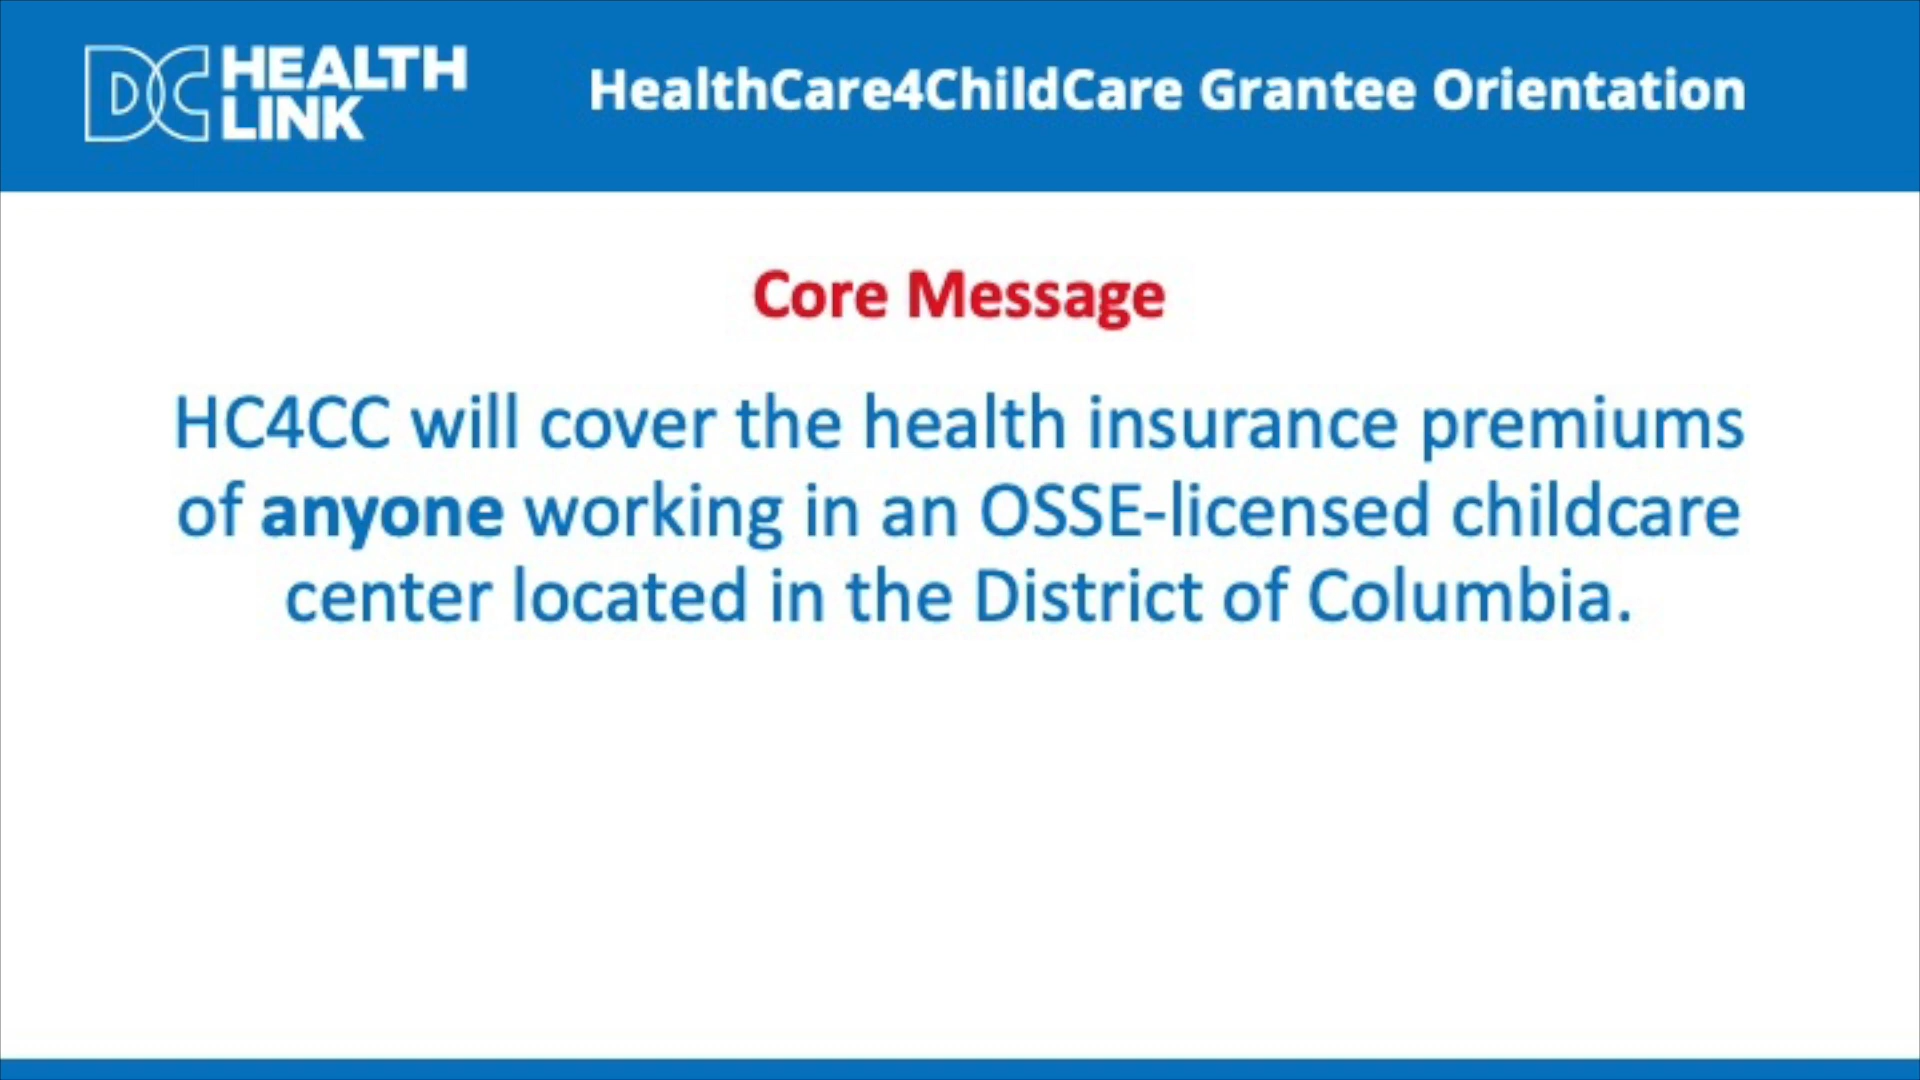 DC HEALTH
LINK
HealthCare4ChildCare Grantee Orientation
Core Message
HC4CC will cover the health insurance premiums
of anyone working in an OSSE-licensed childcare
center located in the District of Columbia.